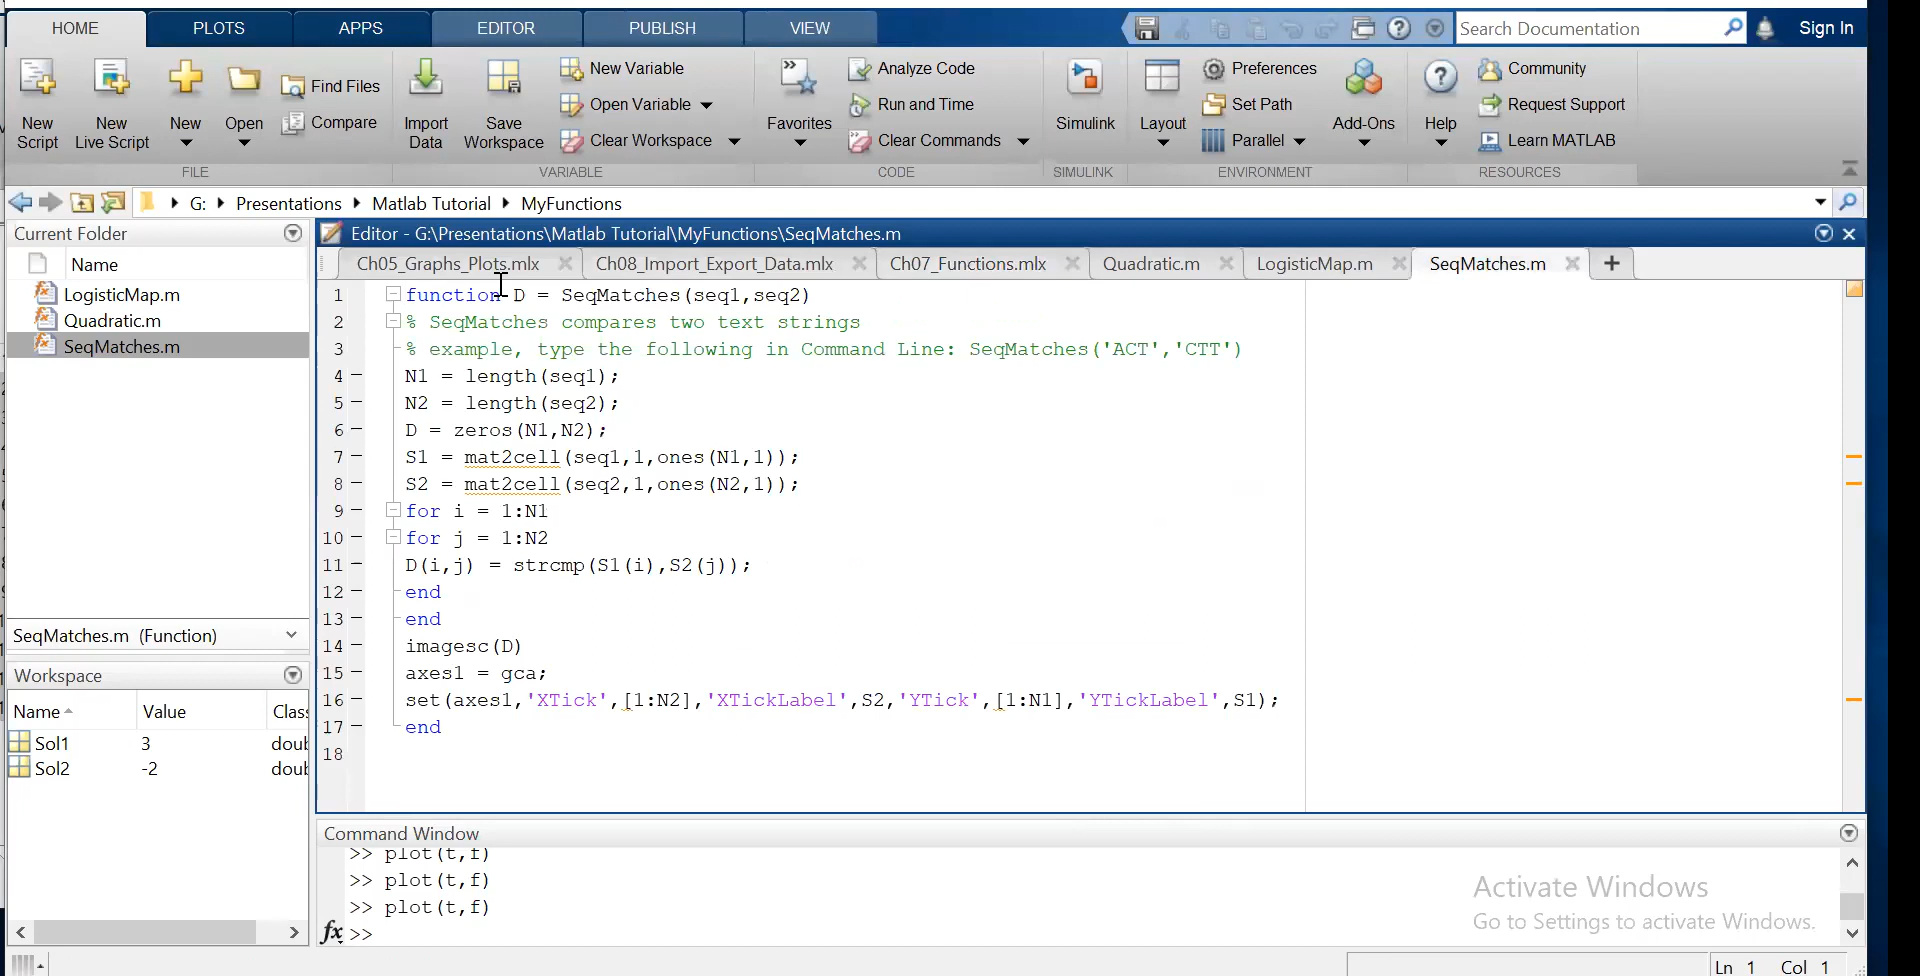 HOME PLOTS APPS EDITOR PUBLISH VIEW Search Documentation Sign In
New Script
New Live Script
New
Open
Find Files
Compare
FILE
Import Data
Save Workspace
New Variable
Open Variable
Clear Workspace
VARIABLE
Favorites
Analyze Code
Run and Time
Clear Commands
CODE
Simulink
SIMULINK
Layout
Preferences
Set Path
Parallel
Add-Ons
ENVIRONMENT
Help
Community
Request Support
Learn MATLAB
RESOURCES
G: Presentations Matlab Tutorial MyFunctions
Current Folder
Name
LogisticMap.m
Quadratic.m
SeqMatches.m
SeqMatches.m (Function)
Workspace
Name Value Clas
Sol1 3 doul
Sol2 -2 doul
Editor - G:\Presentations\Matlab Tutorial\MyFunctions\SeqMatches.m
Ch05_Graphs_Plots.mlx Ch08_Import_Export_Data.mlx Ch07_Functions.mlx Quadratic.m LogisticMap.m SeqMatches.m
1 function D = SeqMatches(seq1,seq2)
2 % SeqMatches compares two text strings
3 % example, type the following in Command Line: SeqMatches('ACT','CTT')
4 N1 = length(seq1);
5 N2 = length(seq2);
6 D = zeros(N1,N2);
7 S1 = mat2cell(seq1,1,ones(N1,1));
8 S2 = mat2cell(seq2,1,ones(N2,1));
9 for i = 1:N1
10 for j = 1:N2
11 D(i,j) = strcmp(S1(i),S2(j));
12 end
13 end
14 imagesc(D)
15 axes1 = gca;
16 set(axes1,'XTick',[1:N2],'XTickLabel',S2,'YTick',[1:N1],'YTickLabel',S1);
17 end
18
Command Window
>> plot(t,f)
>> plot(t,f)
>> plot(t,f)
fx >>
Activate Windows
Go to Settings to activate Windows.
Ln 1 Col 1